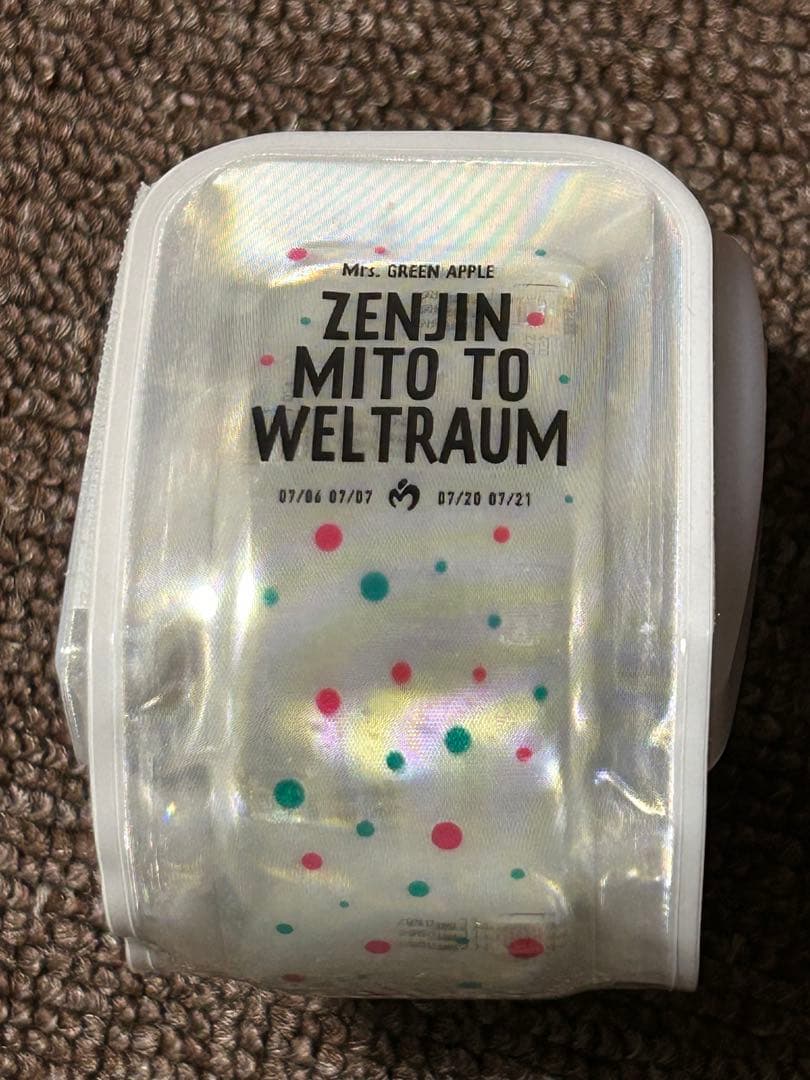 Mrs. GREEN APPLE
ZENJIN
MITO TO
WELTRAUM
07/06 07/07 07/20 07/21